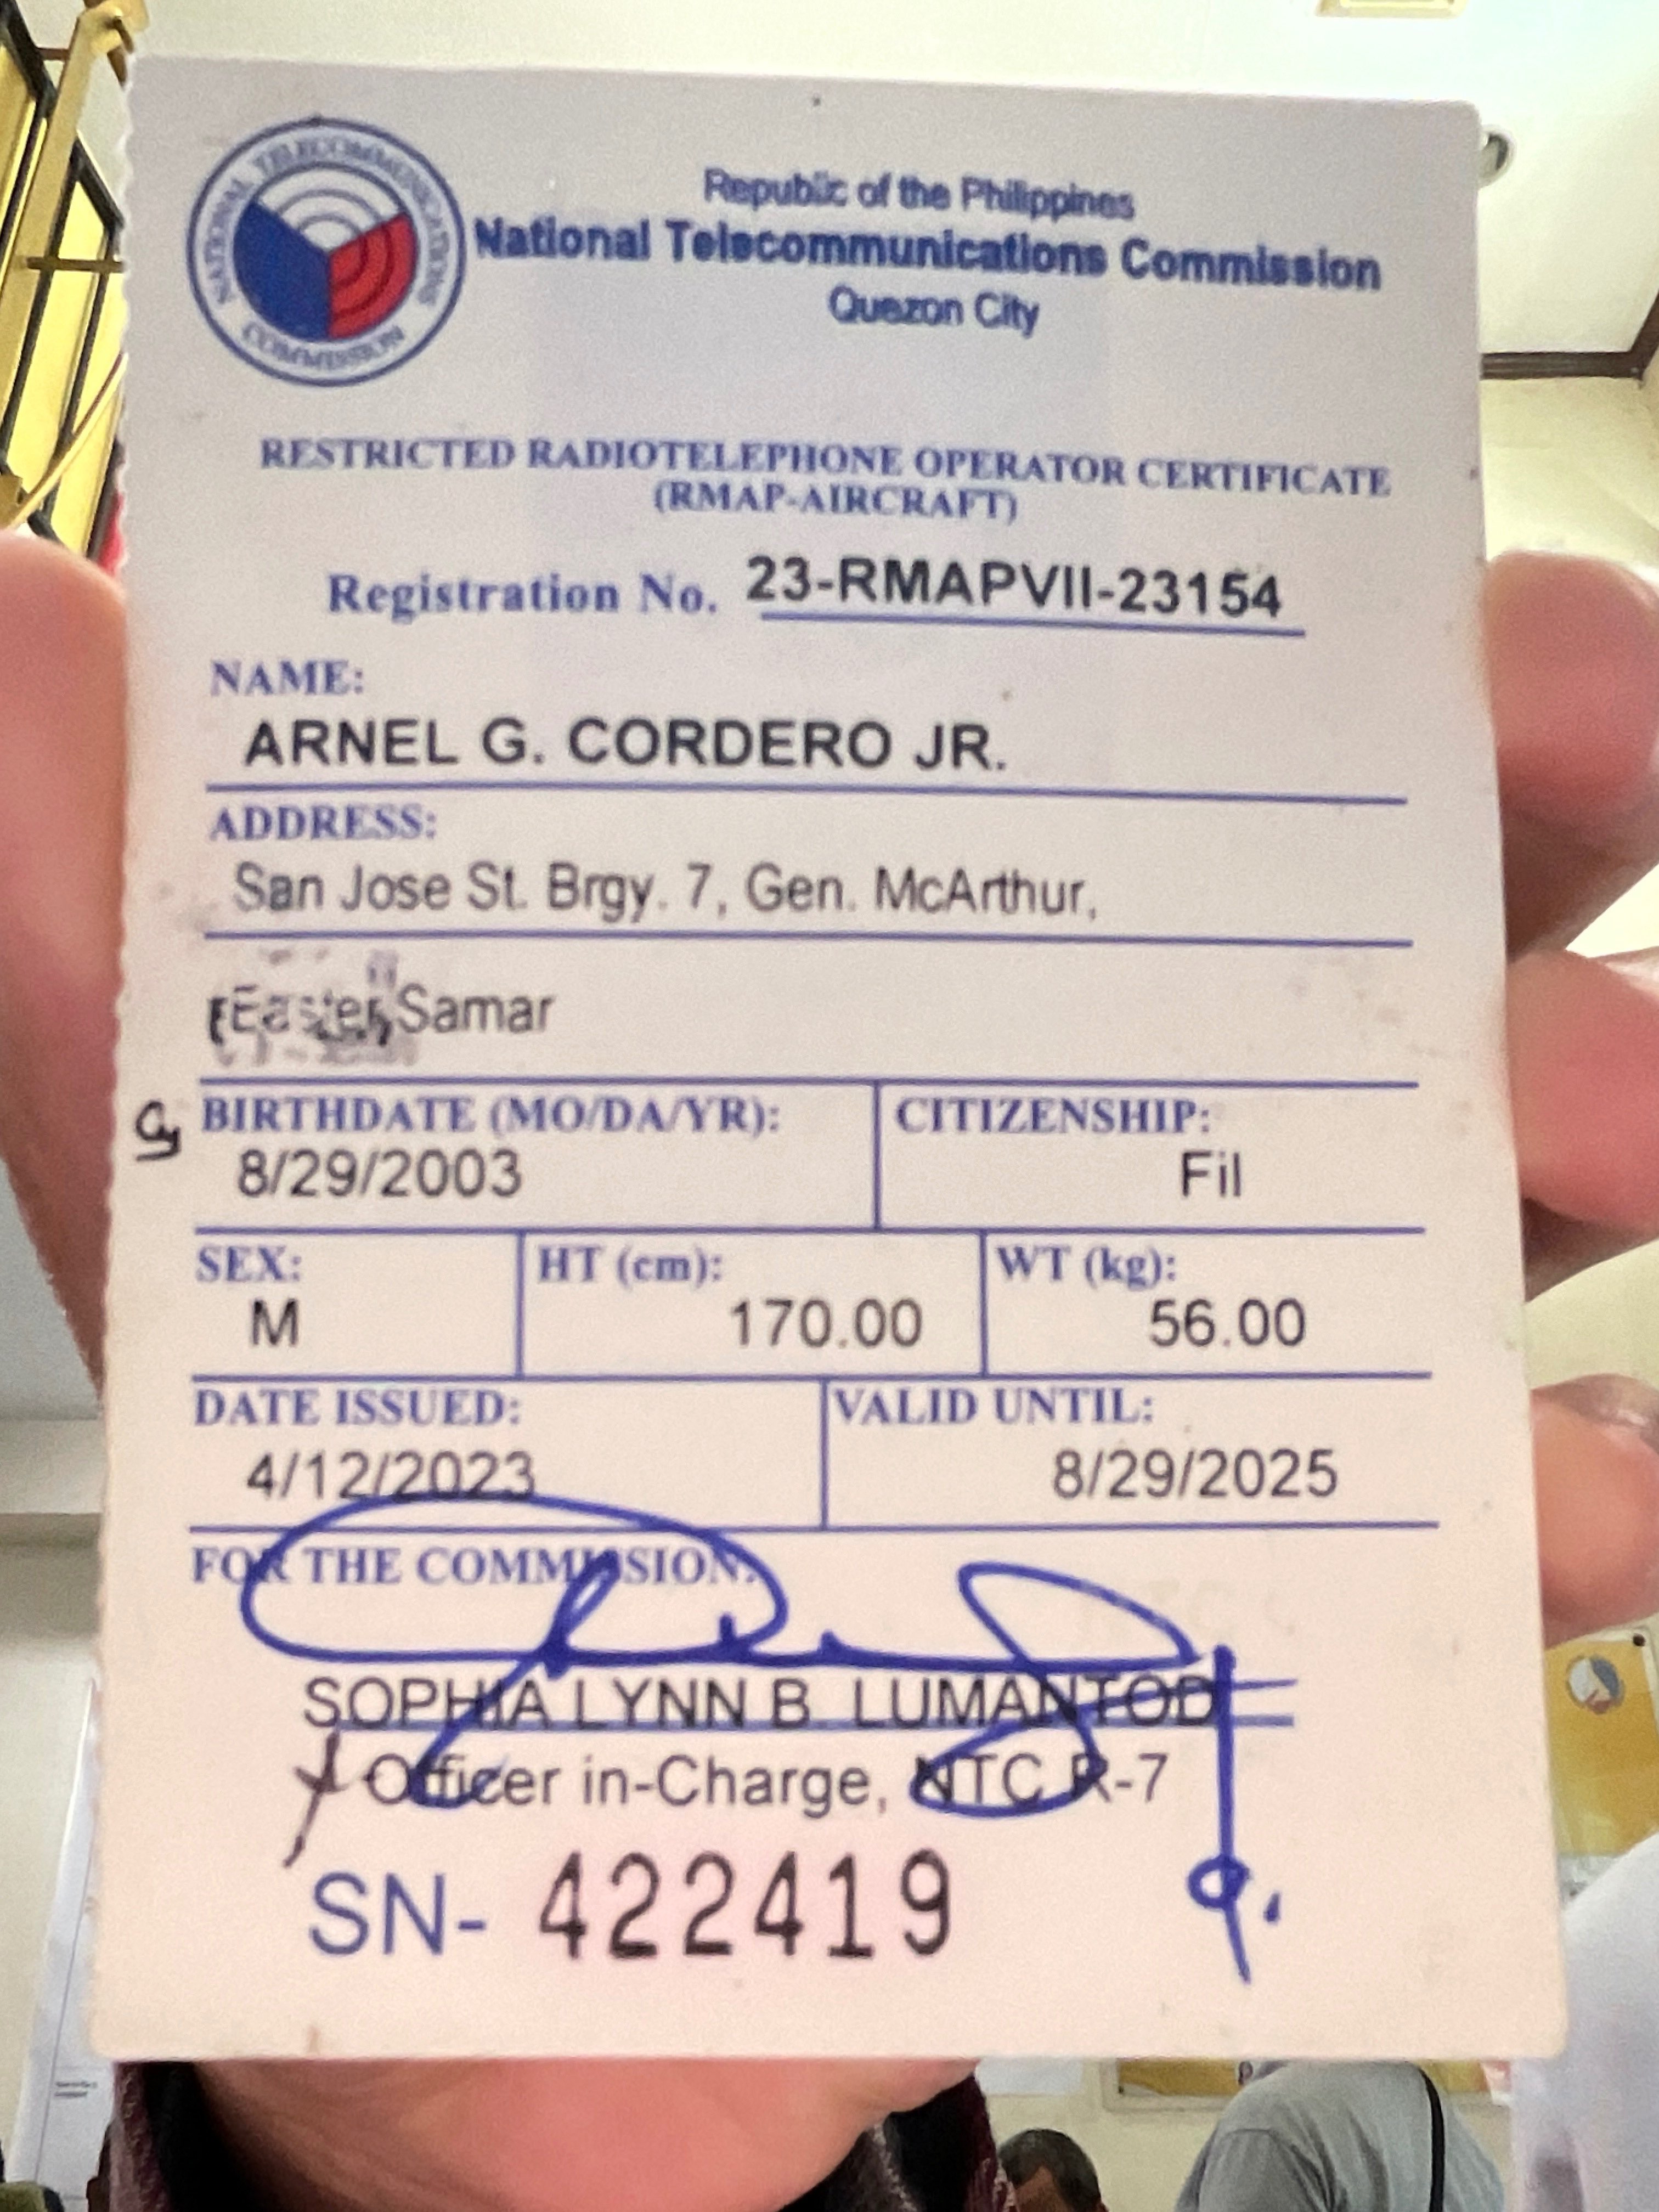 NATIONAL TELECOMMUNICATIONS COMMISSION
Republic of the Philippines
National Telecommunications Commission
Quezon City
RESTRICTED RADIOTELEPHONE OPERATOR CERTIFICATE
(RMAP-AIRCRAFT)
Registration No. 23-RMAPVII-23154
NAME:
ARNEL G. CORDERO JR.
ADDRESS:
San Jose St. Brgy. 7, Gen. McArthur,
Samar
BIRTHDATE (MO/DA/YR): CITIZENSHIP:
8/29/2003 Fil
SEX: HT (cm): WT (kg):
M 170.00 56.00
DATE ISSUED: VALID UNTIL:
4/12/2023 8/29/2025
FOR THE COMMISSION:
SOPHIA LYNN B. LUMANTOD
Officer in-Charge, NTC R-7
SN- 422419